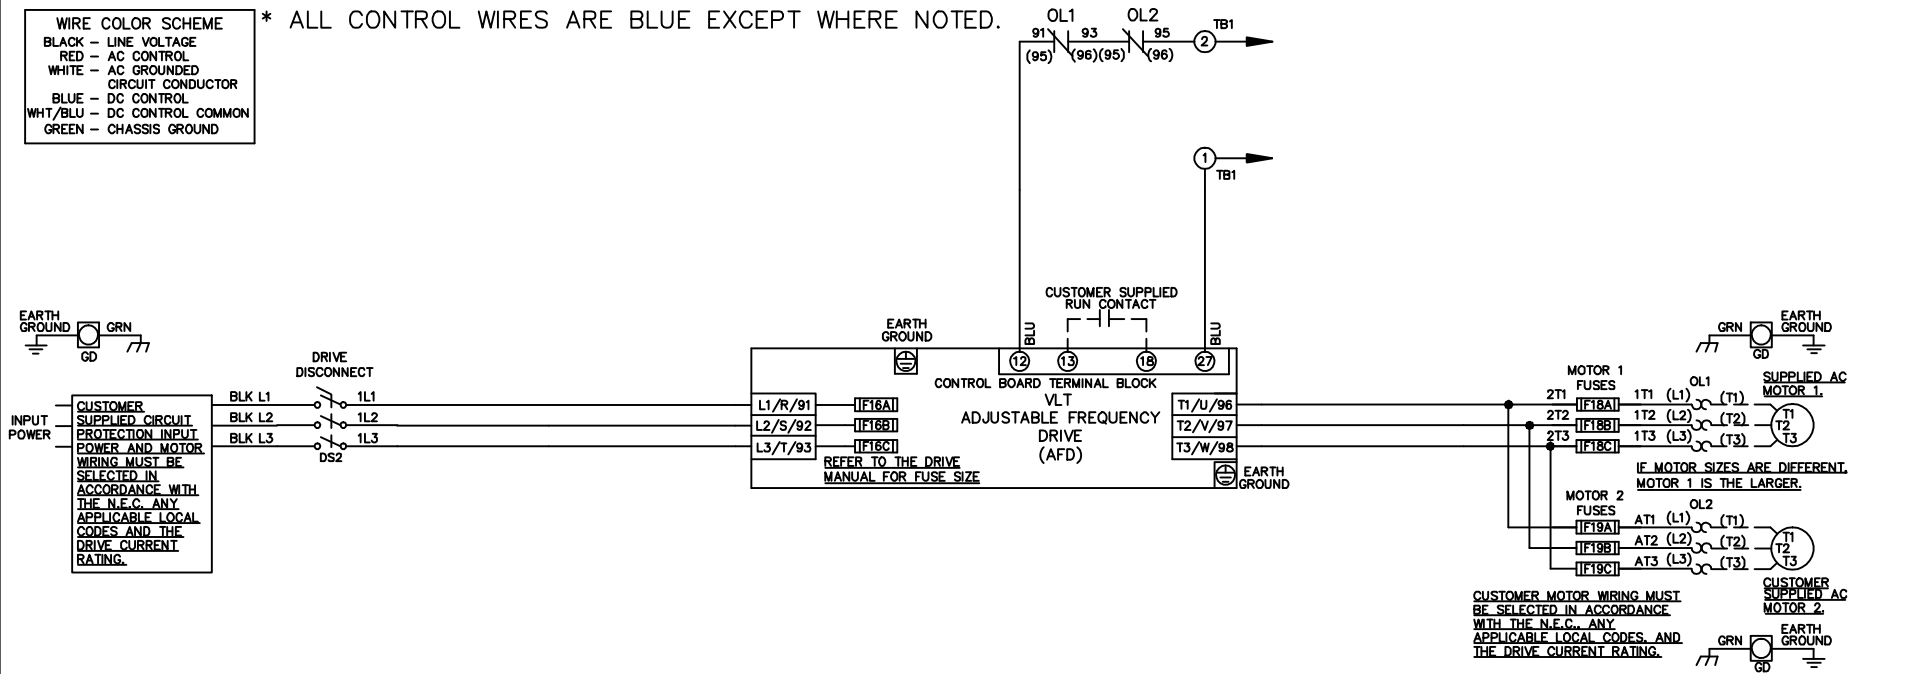 WIRE COLOR SCHEME
BLACK – LINE VOLTAGE
RED – AC CONTROL
WHITE – AC GROUNDED
CIRCUIT CONDUCTOR
BLUE – DC CONTROL
WHT/BLU – DC CONTROL COMMON
GREEN – CHASSIS GROUND
* ALL CONTROL WIRES ARE BLUE EXCEPT WHERE NOTED.
OL1 OL2
91 93 95
(95) (96)(95) (96)
2 TB1
1
TB1
CUSTOMER SUPPLIED
RUN CONTACT
BLU BLU
12 13 18 27
CONTROL BOARD TERMINAL BLOCK
EARTH
GROUND
EARTH
GROUND GRN
GD
DRIVE
DISCONNECT
INPUT
POWER
CUSTOMER
SUPPLIED CIRCUIT
PROTECTION INPUT
POWER AND MOTOR
WIRING MUST BE
SELECTED IN
ACCORDANCE WITH
THE N.E.C. ANY
APPLICABLE LOCAL
CODES AND THE
DRIVE CURRENT
RATING.
BLK L1 1L1
BLK L2 1L2
BLK L3 1L3
DS2
L1/R/91 F16A
L2/S/92 F16B
L3/T/93 F16C
REFER TO THE DRIVE
MANUAL FOR FUSE SIZE
VLT
ADJUSTABLE FREQUENCY
DRIVE
(AFD)
T1/U/96
T2/V/97
T3/W/98
EARTH
GROUND
GRN EARTH
GROUND
GD
MOTOR 1
FUSES
OL1
SUPPLIED AC
MOTOR 1.
2T1 F18A 1T1 (L1) (T1) T1
2T2 F18B 1T2 (L2) (T2) T2
2T3 F18C 1T3 (L3) (T3) T3
IF MOTOR SIZES ARE DIFFERENT,
MOTOR 1 IS THE LARGER.
MOTOR 2
FUSES
OL2
F19A AT1 (L1) (T1) T1
F19B AT2 (L2) (T2) T2
F19C AT3 (L3) (T3) T3
CUSTOMER
SUPPLIED AC
MOTOR 2.
CUSTOMER MOTOR WIRING MUST
BE SELECTED IN ACCORDANCE
WITH THE N.E.C., ANY
APPLICABLE LOCAL CODES, AND
THE DRIVE CURRENT RATING.
GRN EARTH
GROUND
GD